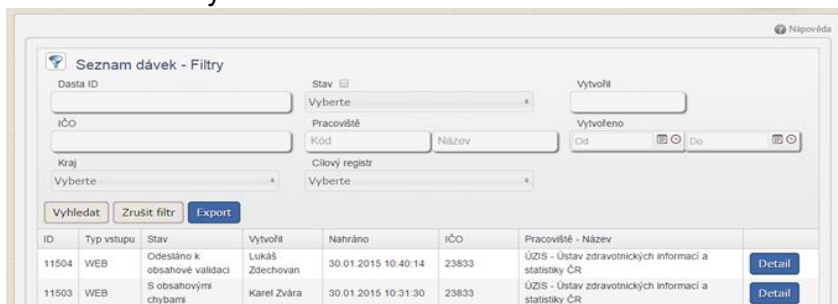 Nápověda
Seznam dávek - Filtry
Dasta ID Stav Vytvořil
Vyberte
IČO Pracoviště Vytvořeno
Kód Název Od Do
Kraj Cílový registr
Vyberte Vyberte
Vyhledat Zrušit filtr Export
ID Typ vstupu Stav Vytvořil Nahráno IČO Pracoviště - Název
11504 WEB Odesláno k obsahové validaci Lukáš Zdechovan 30.01.2015 10:40:14 23833 ÚZIS - Ústav zdravotnických informací a statistiky ČR Detail
11503 WEB S obsahovými chybami Karel Zvára 30.01.2015 10:31:30 23833 ÚZIS - Ústav zdravotnických informací a statistiky ČR Detail